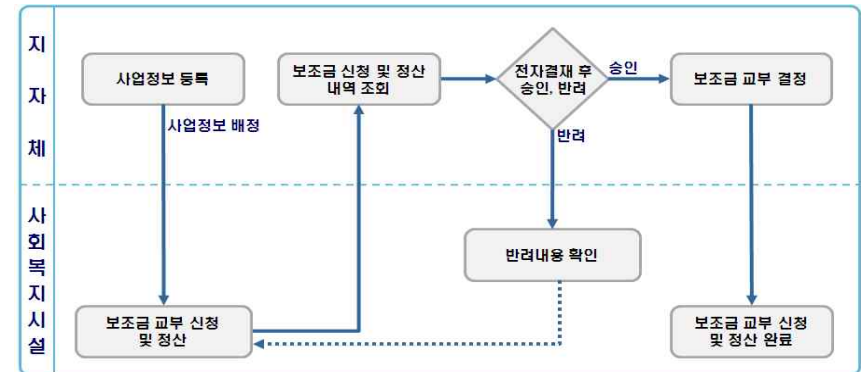 지
자
체
사업정보 등록
사업정보 배정
보조금 신청 및 정산
내역 조회
전자결재 후
승인, 반려
승인
반려
보조금 교부 결정
사
회
복
지
시
설
보조금 교부 신청
및 정산
반려내용 확인
보조금 교부 신청
및 정산 완료